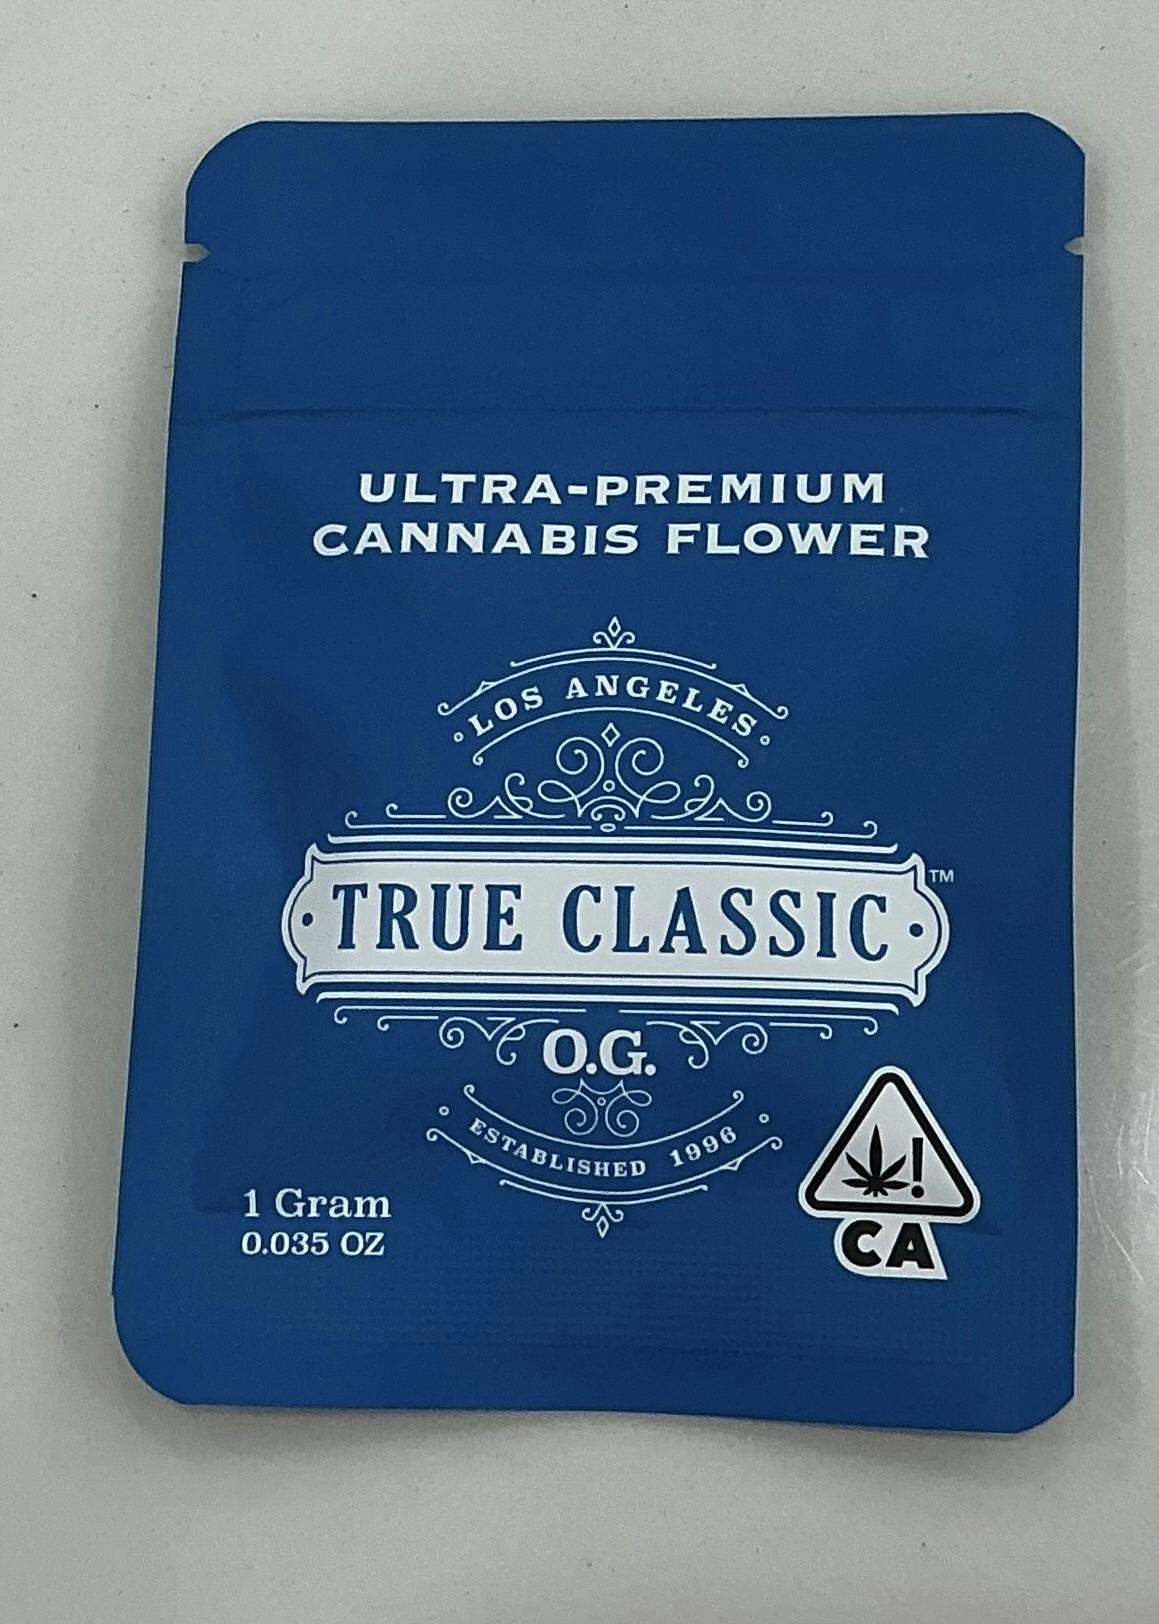 ULTRA-PREMIUM
CANNABIS FLOWER
LOS ANGELES
TRUE CLASSIC™
O.G.
ESTABLISHED 1996
1 Gram
0.035 OZ
!
CA